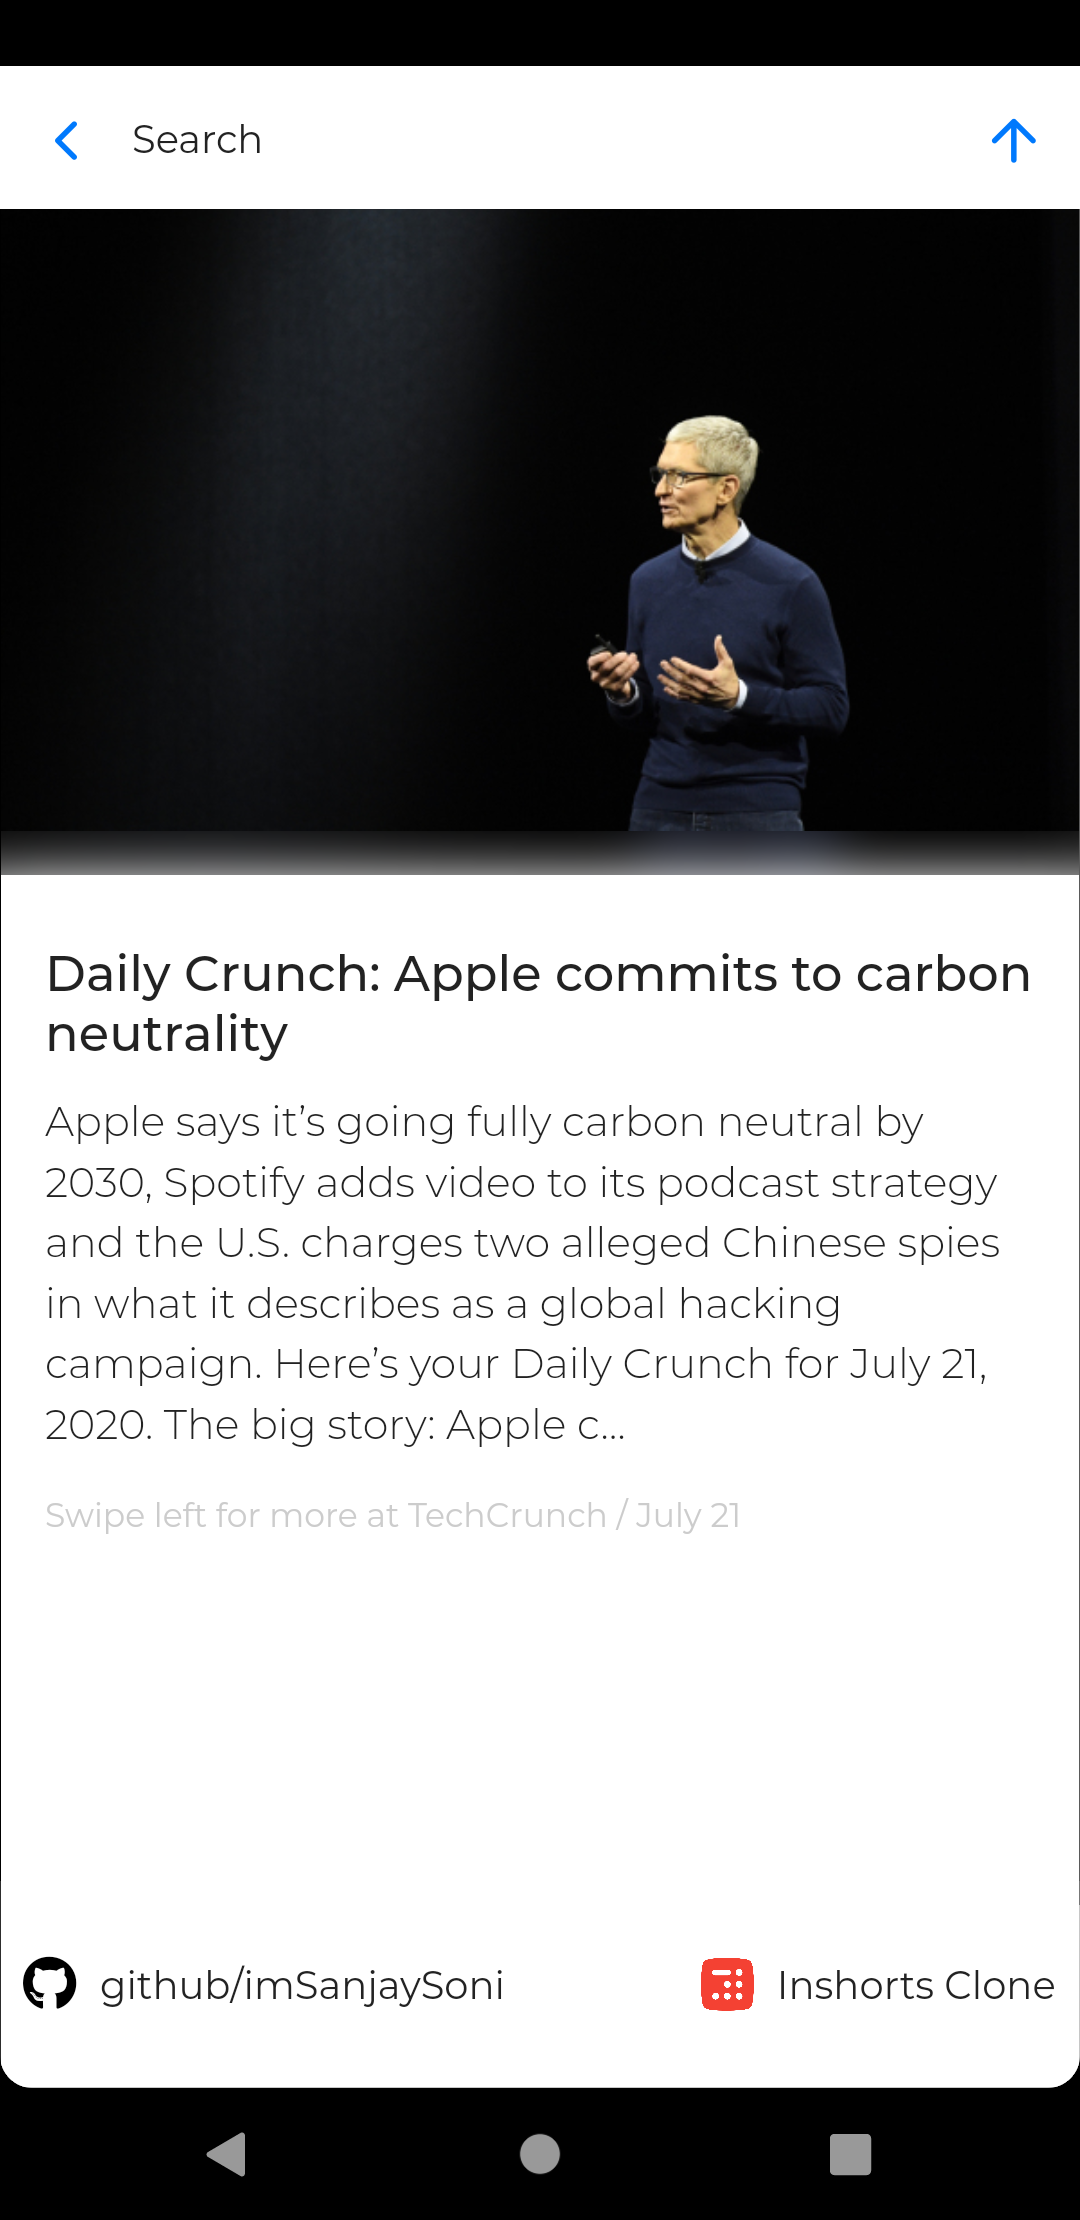 Search
Daily Crunch: Apple commits to carbon
neutrality
Apple says it’s going fully carbon neutral by
2030, Spotify adds video to its podcast strategy
and the U.S. charges two alleged Chinese spies
in what it describes as a global hacking
campaign. Here’s your Daily Crunch for July 21,
2020. The big story: Apple c...
Swipe left for more at TechCrunch / July 21
github/imSanjaySoni
Inshorts Clone